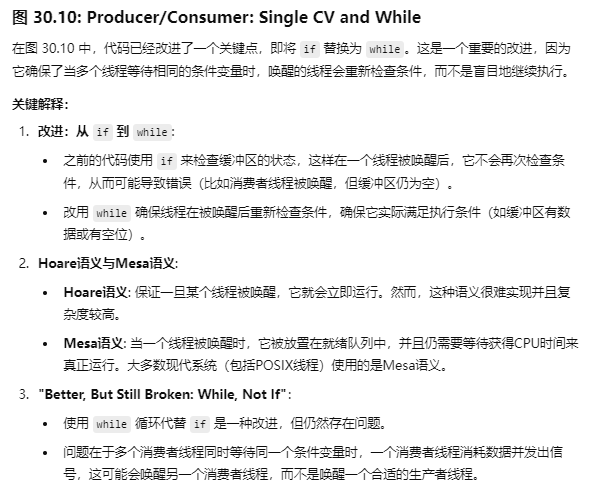 图 30.10: Producer/Consumer: Single CV and While
在图 30.10 中，代码已经改进了一个关键点，即将 if 替换为 while。这是一个重要的改进，因为
它确保了当多个线程等待相同的条件变量时，唤醒的线程会重新检查条件，而不是盲目地继续执行。
关键解释：
1. 改进：从 if 到 while：
• 之前的代码使用 if 来检查缓冲区的状态，这样在一个线程被唤醒后，它不会再次检查条
件，从而可能导致错误（比如消费者线程被唤醒，但缓冲区仍为空）。
• 改用 while 确保线程在被唤醒后重新检查条件，确保它实际满足执行条件（如缓冲区有数
据或有空位）。
2. Hoare语义与Mesa语义:
• Hoare语义: 保证一旦某个线程被唤醒，它就会立即运行。然而，这种语义很难实现并且复
杂度较高。
• Mesa语义: 当一个线程被唤醒时，它被放置在就绪队列中，并且仍需要等待获得CPU时间来
真正运行。大多数现代系统（包括POSIX线程）使用的是Mesa语义。
3. "Better, But Still Broken: While, Not If"：
• 使用 while 循环代替 if 是一种改进，但仍然存在问题。
• 问题在于多个消费者线程同时等待同一个条件变量时，一个消费者线程消耗数据并发出信
号，这可能会唤醒另一个消费者线程，而不是唤醒一个合适的生产者线程。